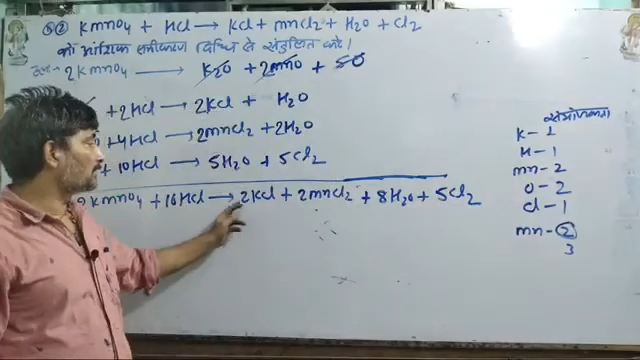 ② KmnO₄ + Hcl → Kcl + mncl₂ + H₂O + Cl₂
को आंशिक समीकरण विधि से संतुलित करें।
2KmnO₄ → K₂O + 2mnO + 5O
+ 2Hcl → 2Kcl + H₂O
+ 4Hcl → 2mncl₂ + 2H₂O
+ 10Hcl → 5H₂O + 5Cl₂
2KmnO₄ + 16Hcl → 2Kcl + 2mncl₂ + 8H₂O + 5Cl₂
संयोजकता
K - 1
H - 1
mn - 2
O - 2
cl - 1
mn - 2
3